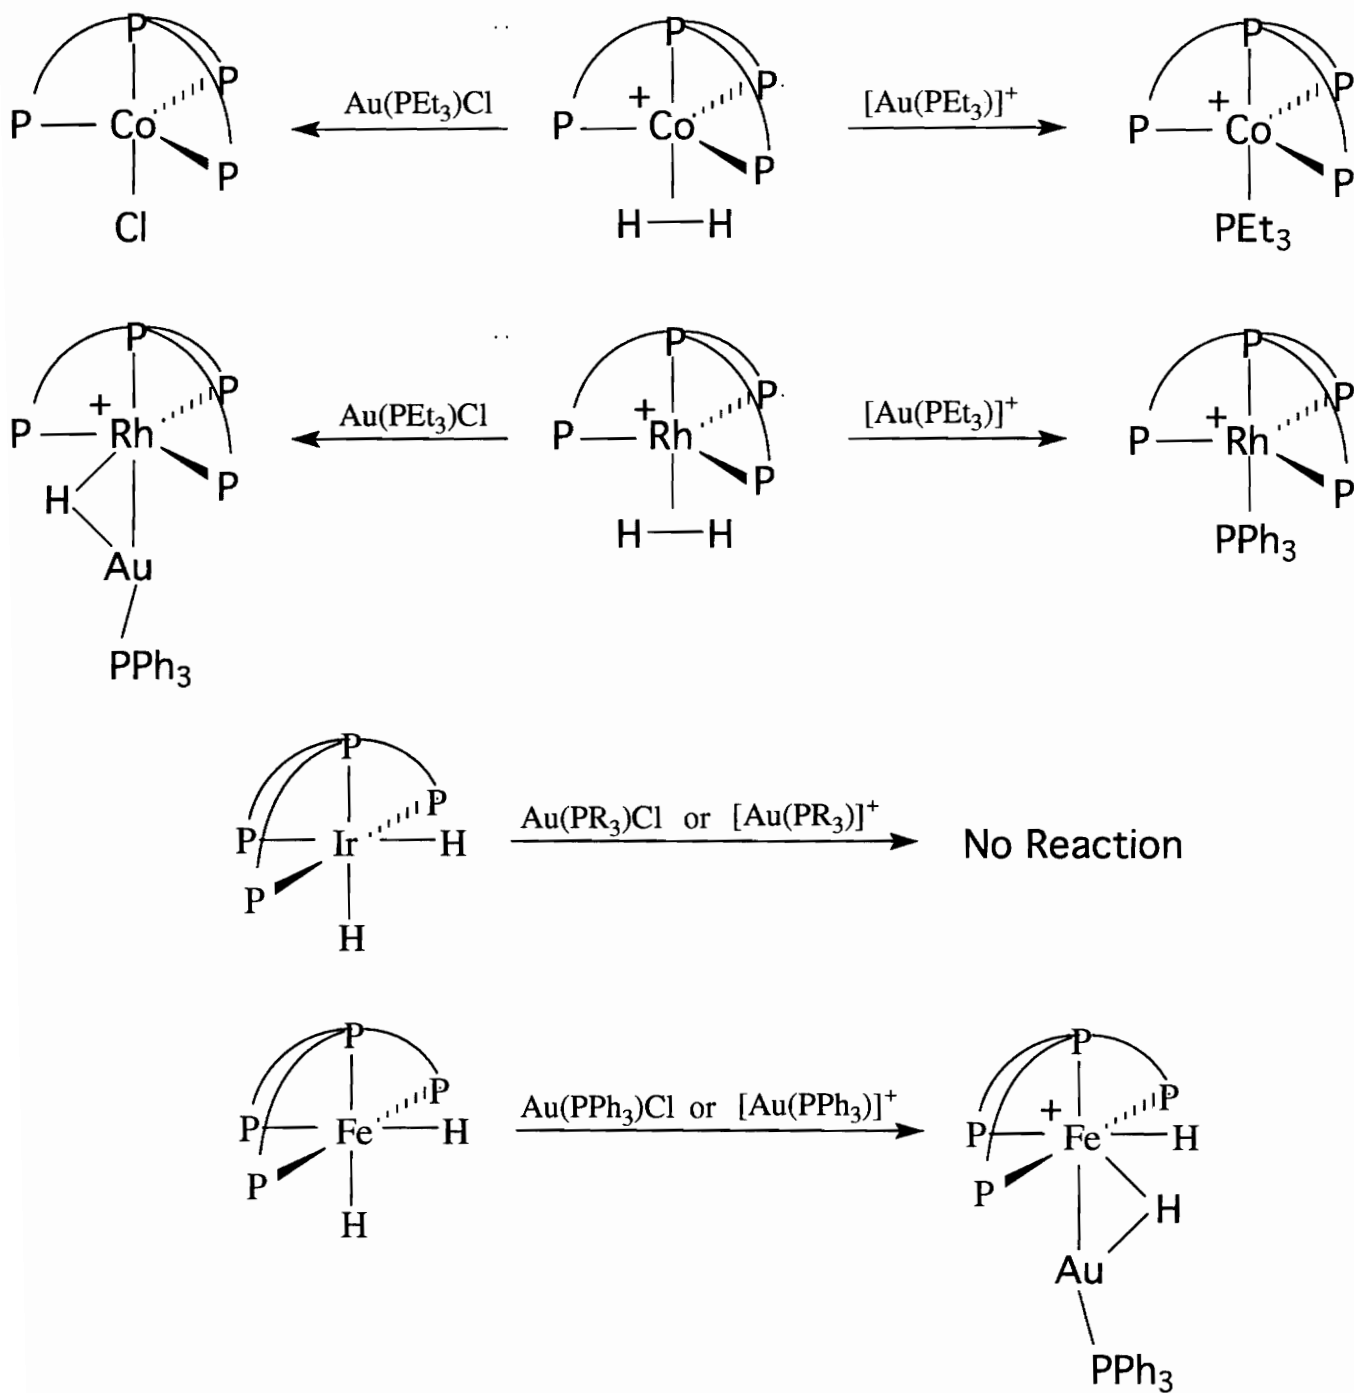 P P P
P P P
Au(PEt₃)Cl + [Au(PEt₃)]⁺ +
P Co P Co P Co
P P P
Cl H H PEt₃
P P P
P P P
+ Au(PEt₃)Cl + [Au(PEt₃)]⁺ +
P Rh P Rh P Rh
P P P
H H H PPh₃
Au
PPh₃
P
P
Au(PR₃)Cl or [Au(PR₃)]⁺
P Ir H No Reaction
P
H
P P
P P
Au(PPh₃)Cl or [Au(PPh₃)]⁺ +
P Fe H P Fe H
P P
H H
Au
PPh₃